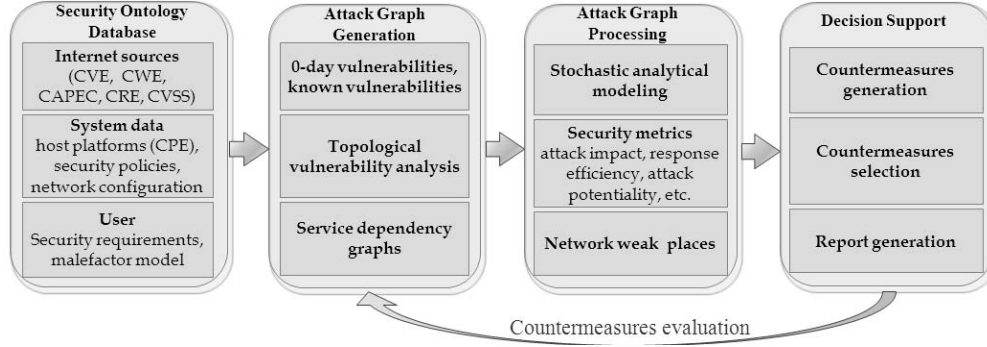 Security Ontology
Database
Internet sources
(CVE, CWE,
CAPEC, CRE, CVSS)
System data
host platforms (CPE),
security policies,
network configuration
User
Security requirements,
malefactor model
Attack Graph
Generation
0-day vulnerabilities,
known vulnerabilities
Topological
vulnerability analysis
Service dependency
graphs
Attack Graph
Processing
Stochastic analytical
modeling
Security metrics
attack impact, response
efficiency, attack
potentiality, etc.
Network weak places
Decision Support
Countermeasures
generation
Countermeasures
selection
Report generation
Countermeasures evaluation